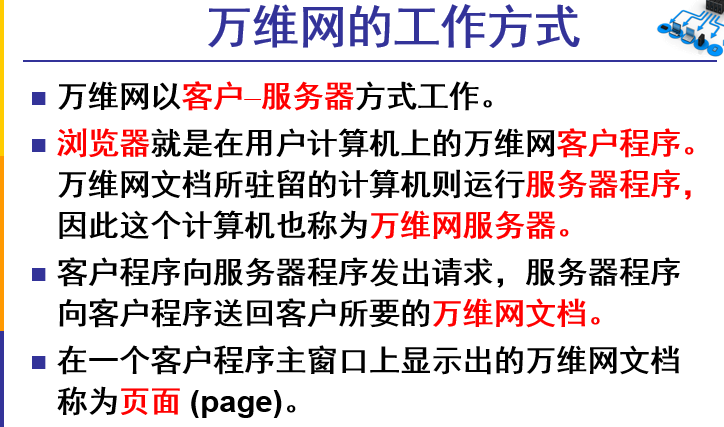 万维网的工作方式
万维网以客户–服务器方式工作。
浏览器就是在用户计算机上的万维网客户程序。
万维网文档所驻留的计算机则运行服务器程序，
因此这个计算机也称为万维网服务器。
客户程序向服务器程序发出请求，服务器程序
向客户程序送回客户所要的万维网文档。
在一个客户程序主窗口上显示出的万维网文档
称为页面 (page)。